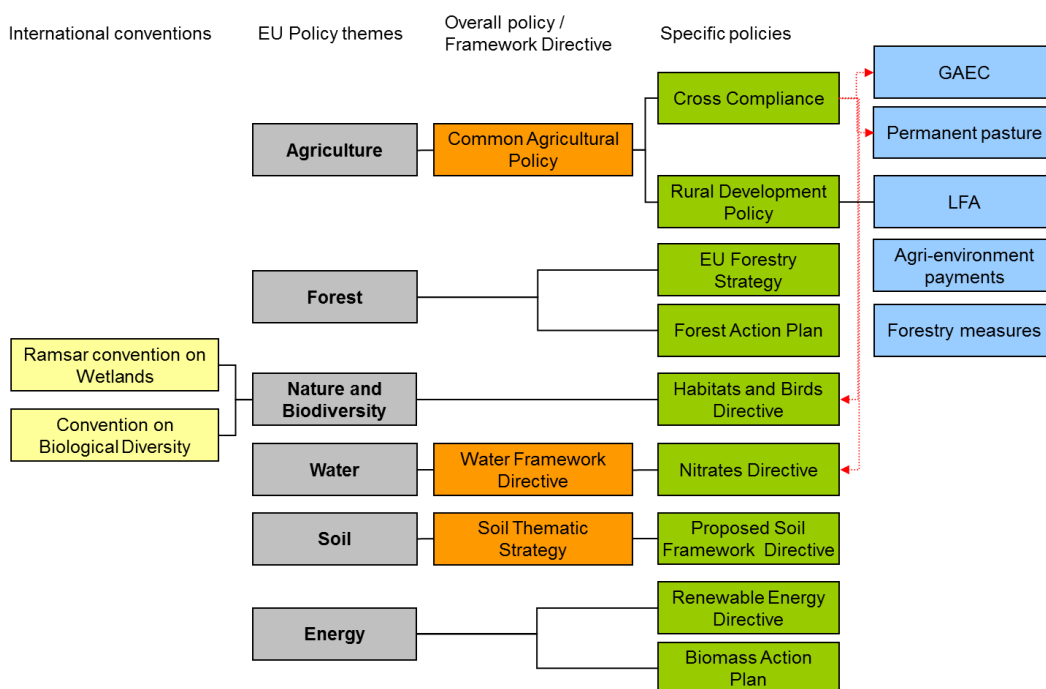 International conventions
EU Policy themes
Overall policy /
Framework Directive
Specific policies
GAEC
Cross Compliance
Permanent pasture
Agriculture
Common Agricultural
Policy
Rural Development
Policy
LFA
EU Forestry
Strategy
Agri-environment
payments
Forest
Forest Action Plan
Forestry measures
Ramsar convention on
Wetlands
Nature and
Biodiversity
Habitats and Birds
Directive
Convention on
Biological Diversity
Water
Water Framework
Directive
Nitrates Directive
Soil
Soil Thematic
Strategy
Proposed Soil
Framework Directive
Renewable Energy
Directive
Energy
Biomass Action
Plan